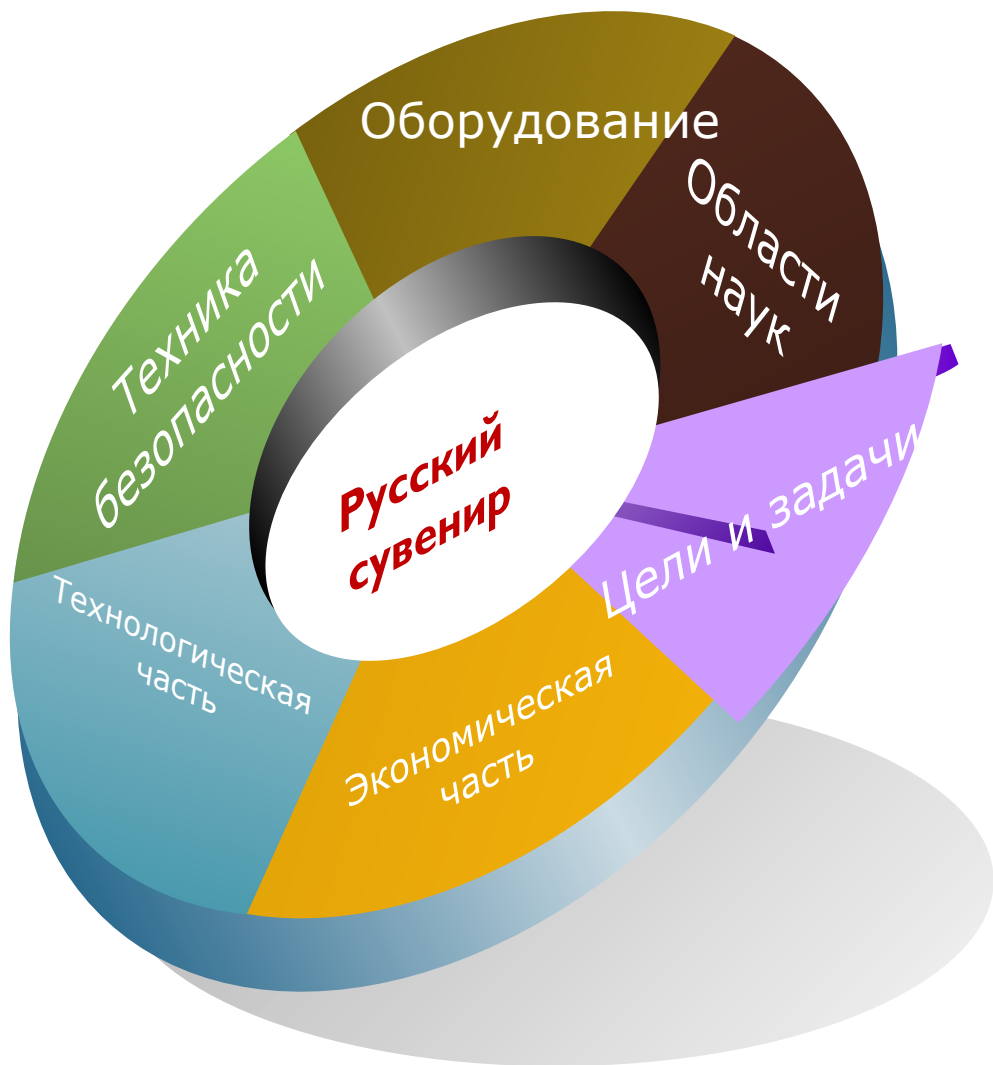 Оборудование
Области
наук
Техника
безопасности
Русский
сувенир
Цели и задачи
Технологическая
часть
Экономическая
часть